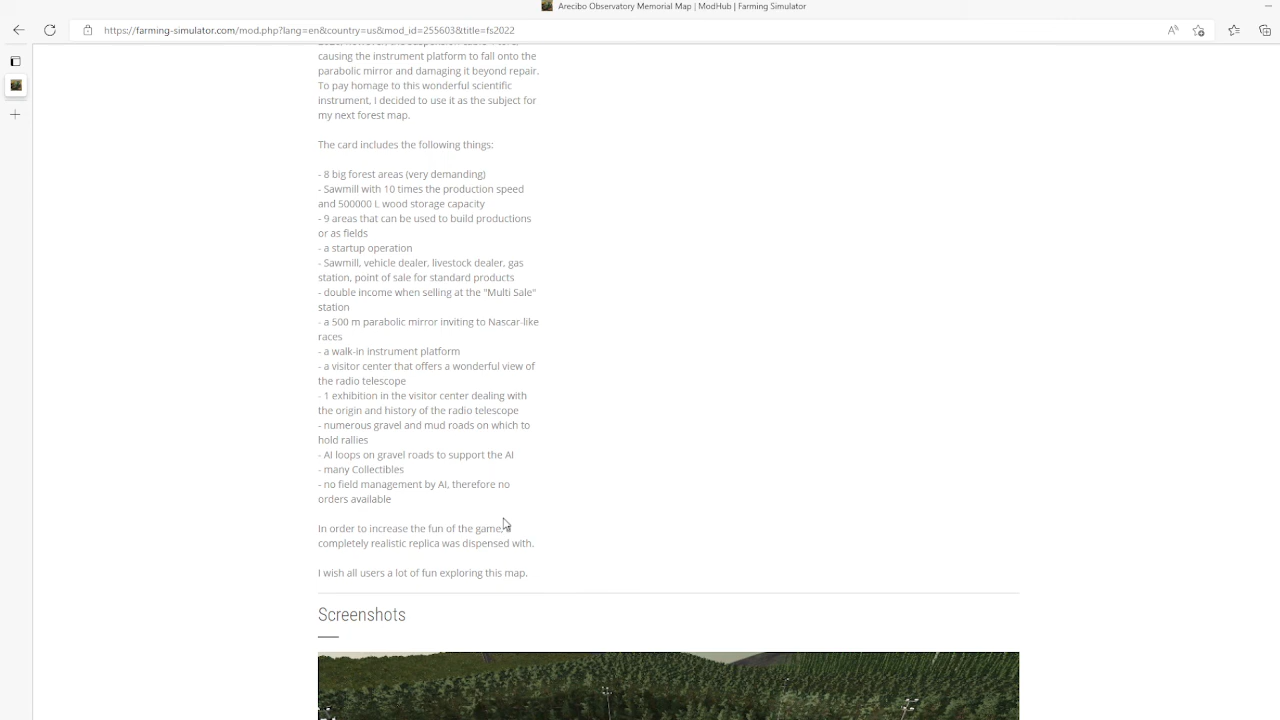 Arecibo Observatory Memorial Map | ModHub | Farming Simulator
https://farming-simulator.com/mod.php?lang=en&country=us&mod_id=255603&title=fs2022
causing the instrument platform to fall onto the
parabolic mirror and damaging it beyond repair.
To pay homage to this wonderful scientific
instrument, I decided to use it as the subject for
my next forest map.
The card includes the following things:
- 8 big forest areas (very demanding)
- Sawmill with 10 times the production speed
and 500000 L wood storage capacity
- 9 areas that can be used to build productions
or as fields
- a startup operation
- Sawmill, vehicle dealer, livestock dealer, gas
station, point of sale for standard products
- double income when selling at the "Multi Sale"
station
- a 500 m parabolic mirror inviting to Nascar-like
races
- a walk-in instrument platform
- a visitor center that offers a wonderful view of
the radio telescope
- 1 exhibition in the visitor center dealing with
the origin and history of the radio telescope
- numerous gravel and mud roads on which to
hold rallies
- AI loops on gravel roads to support the AI
- many Collectibles
- no field management by AI, therefore no
orders available
In order to increase the fun of the game,
completely realistic replica was dispensed with.
I wish all users a lot of fun exploring this map.
Screenshots